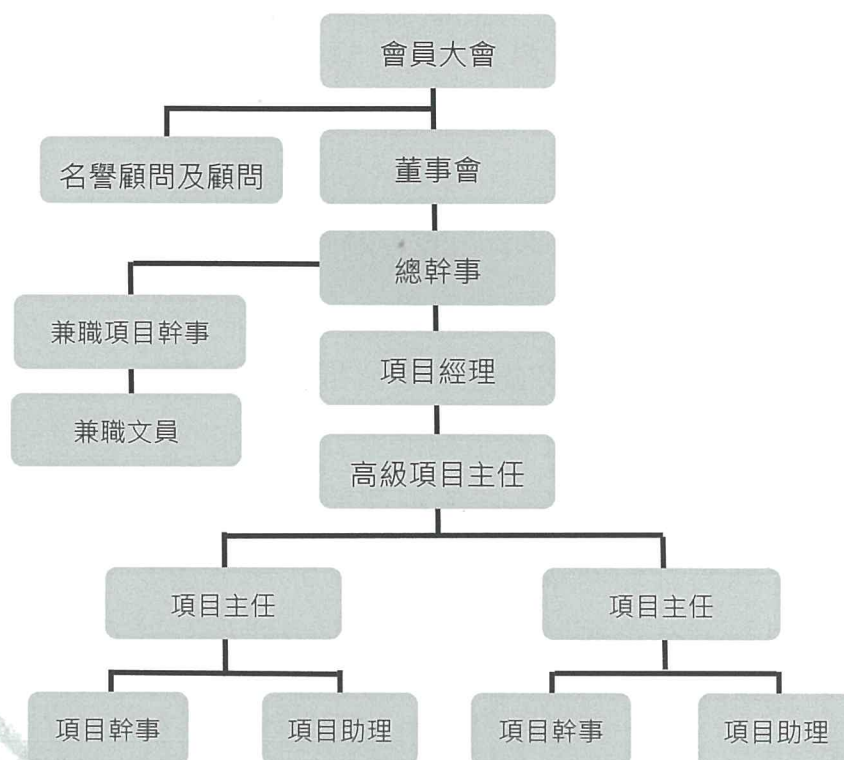 會員大會
名譽顧問及顧問
董事會
總幹事
兼職項目幹事
項目經理
兼職文員
高級項目主任
項目主任
項目主任
項目幹事
項目助理
項目幹事
項目助理